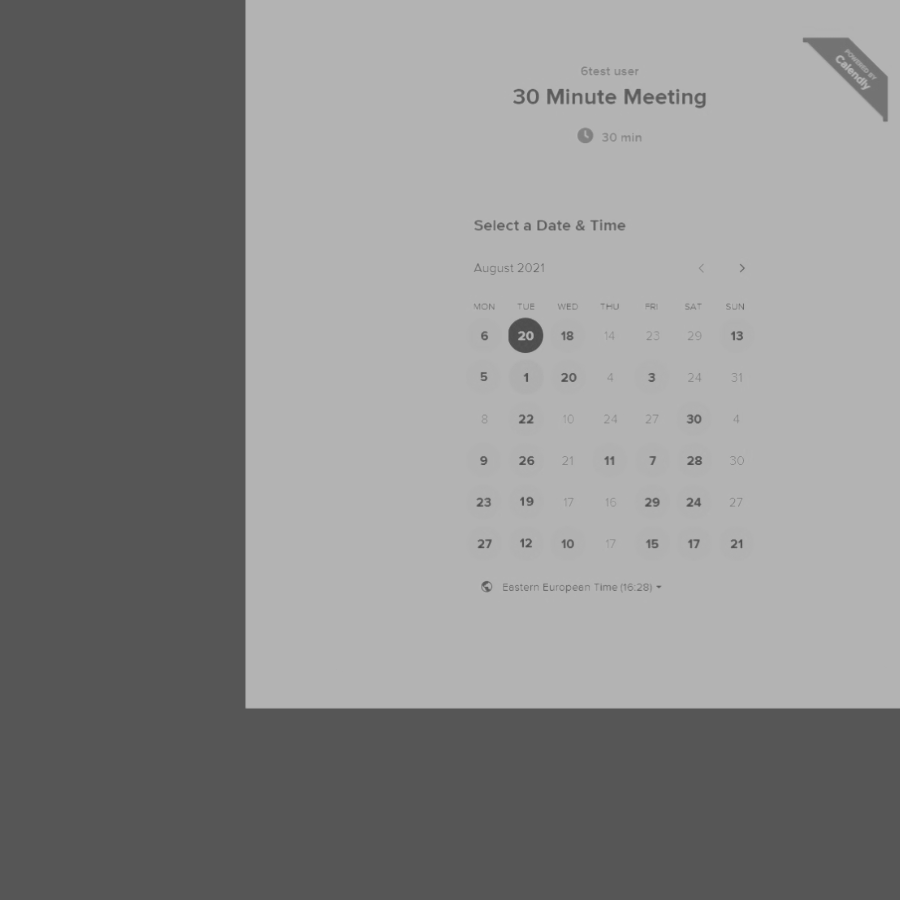 POWERED BY
Calendly
6test user
30 Minute Meeting
30 min
Select a Date & Time
August 2021
MON TUE WED THU FRI SAT SUN
6 20 18 14 23 29 13
5 1 20 4 3 24 31
8 22 10 24 27 30 4
9 26 21 11 7 28 30
23 19 17 16 29 24 27
27 12 10 17 15 17 21
Eastern European Time (16:28)